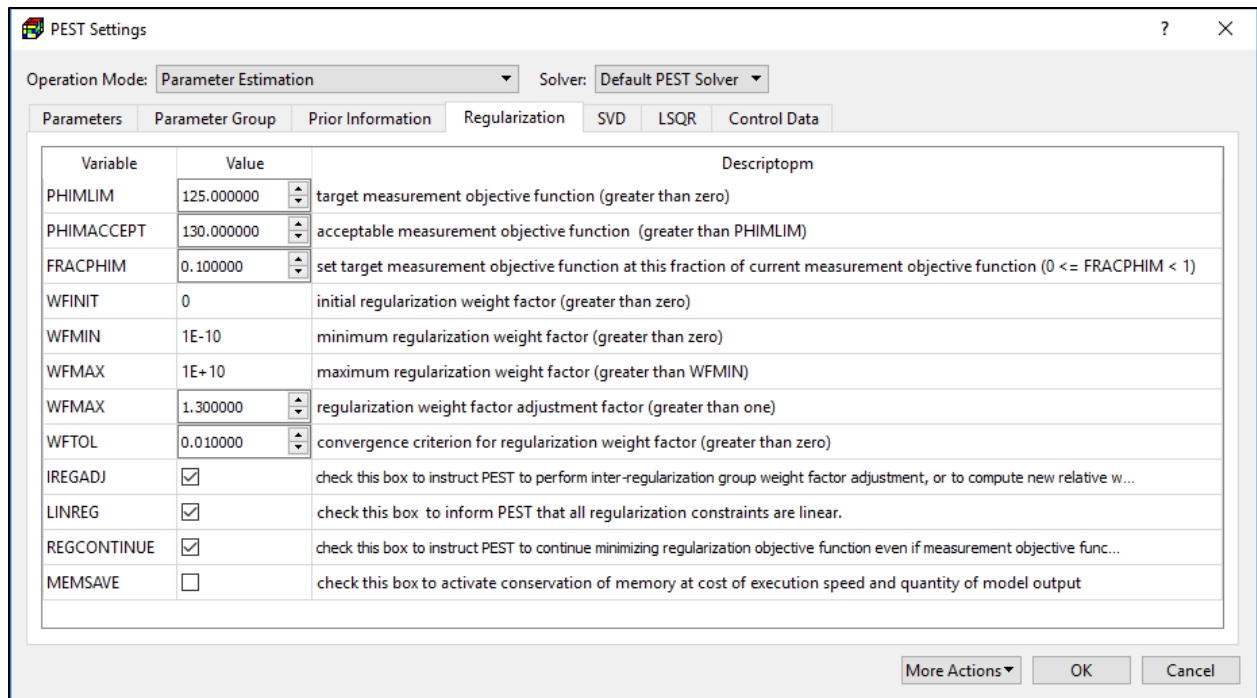 PEST Settings ? ×
Operation Mode: Parameter Estimation Solver: Default PEST Solver
Parameters Parameter Group Prior Information Regularization SVD LSQR Control Data
Variable Value Descriptopm
PHIMLIM 125.000000 target measurement objective function (greater than zero)
PHIMACCEPT 130.000000 acceptable measurement objective function (greater than PHIMLIM)
FRACPHIM 0.100000 set target measurement objective function at this fraction of current measurement objective function (0 <= FRACPHIM < 1)
WFINIT 0 initial regularization weight factor (greater than zero)
WFMIN 1E-10 minimum regularization weight factor (greater than zero)
WFMAX 1E+10 maximum regularization weight factor (greater than WFMIN)
WFMAX 1.300000 regularization weight factor adjustment factor (greater than one)
WFTOL 0.010000 convergence criterion for regularization weight factor (greater than zero)
IREGADJ check this box to instruct PEST to perform inter-regularization group weight factor adjustment, or to compute new relative w...
LINREG check this box to inform PEST that all regularization constraints are linear.
REGCONTINUE check this box to instruct PEST to continue minimizing regularization objective function even if measurement objective func...
MEMSAVE check this box to activate conservation of memory at cost of execution speed and quantity of model output
More Actions OK Cancel